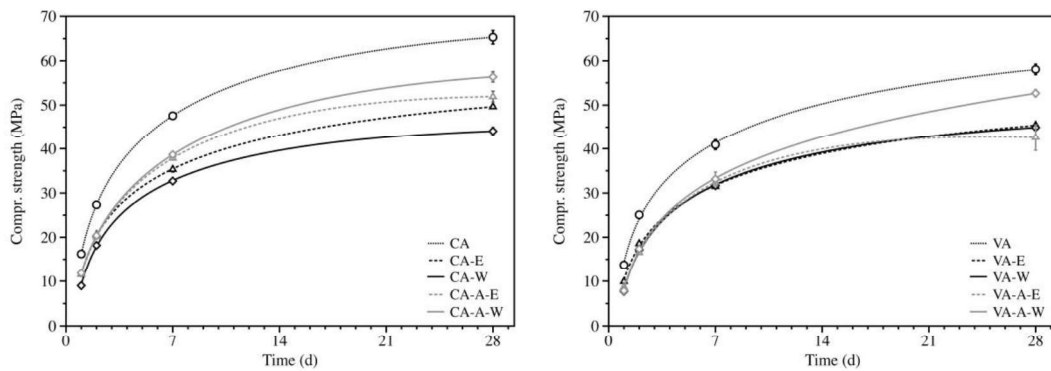 Compr. strength (MPa)
70
60
50
40
30
20
10
0
0 7 14 21 28
Time (d)
CA
CA-E
CA-W
CA-A-E
CA-A-W
Compr. strength (MPa)
70
60
50
40
30
20
10
0
0 7 14 21 28
Time (d)
VA
VA-E
VA-W
VA-A-E
VA-A-W